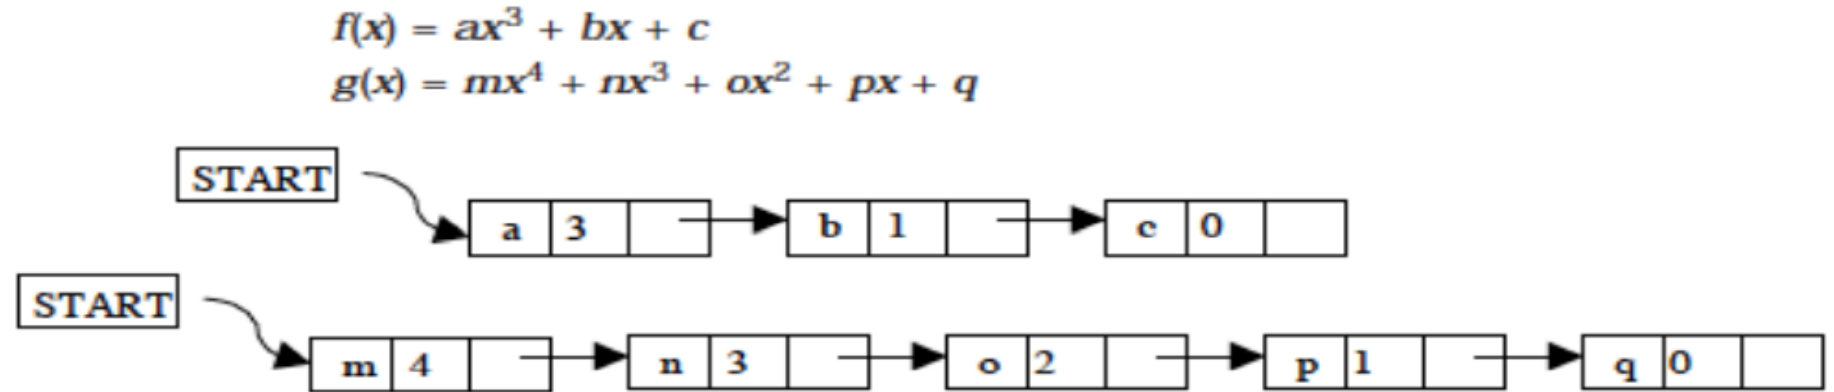 f(x) = ax³ + bx + c
g(x) = mx⁴ + nx³ + ox² + px + q
START
a 3 b 1 c 0
START
m 4 n 3 o 2 p 1 q 0